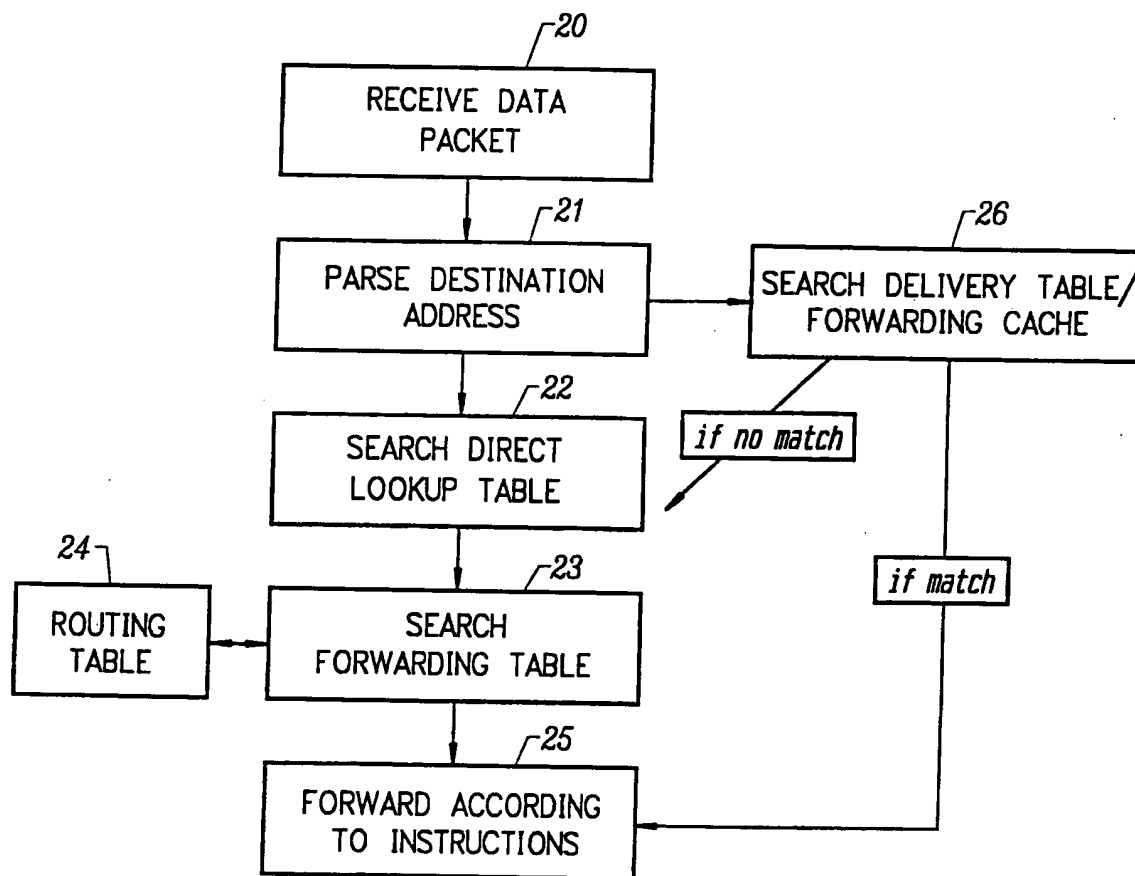 20
RECEIVE DATA
PACKET
21
PARSE DESTINATION
ADDRESS
26
SEARCH DELIVERY TABLE/
FORWARDING CACHE
22
SEARCH DIRECT
LOOKUP TABLE
if no match
if match
24
ROUTING
TABLE
23
SEARCH
FORWARDING TABLE
25
FORWARD ACCORDING
TO INSTRUCTIONS